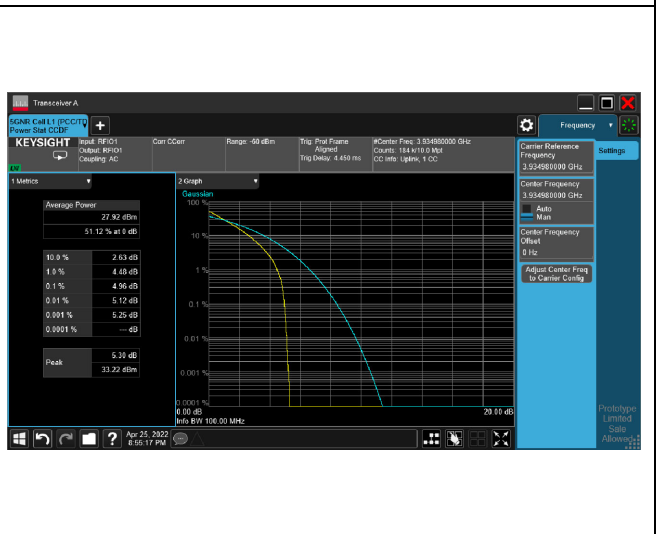 Transceiver A
5GNR Call L1 (PCC/TD
Power Stat CCDF
Frequency
KEYSIGHT
Input: RFIO1
Output: RFIO1
Coupling: AC
Corr CCorr
Range: -60 dBm
Trig: Prot Frame
Aligned
Trig Delay: 4.450 ms
#Center Freq: 3.934980000 GHz
Counts: 184 k/10.0 Mpt
CC Info: Uplink, 1 CC
Carrier Reference
Frequency
3.934980000 GHz
Settings
Center Frequency
3.934980000 GHz
Auto
Man
Center Frequency
Offset
0 Hz
Adjust Center Freq
to Carrier Config
1 Metrics
Average Power
27.92 dBm
51.12 % at 0 dB
10.0 % 2.63 dB
1.0 % 4.48 dB
0.1 % 4.96 dB
0.01 % 5.12 dB
0.001 % 5.25 dB
0.0001 % --- dB
Peak
5.30 dB
33.22 dBm
2 Graph
Gaussian
100 %
10 %
1 %
0.1 %
0.01 %
0.001 %
0.0001 %
0.00 dB
20.00 dB
Info BW 100.00 MHz
Prototype
Limited
Sale
Allowed
Apr 25, 2022
8:55:17 PM